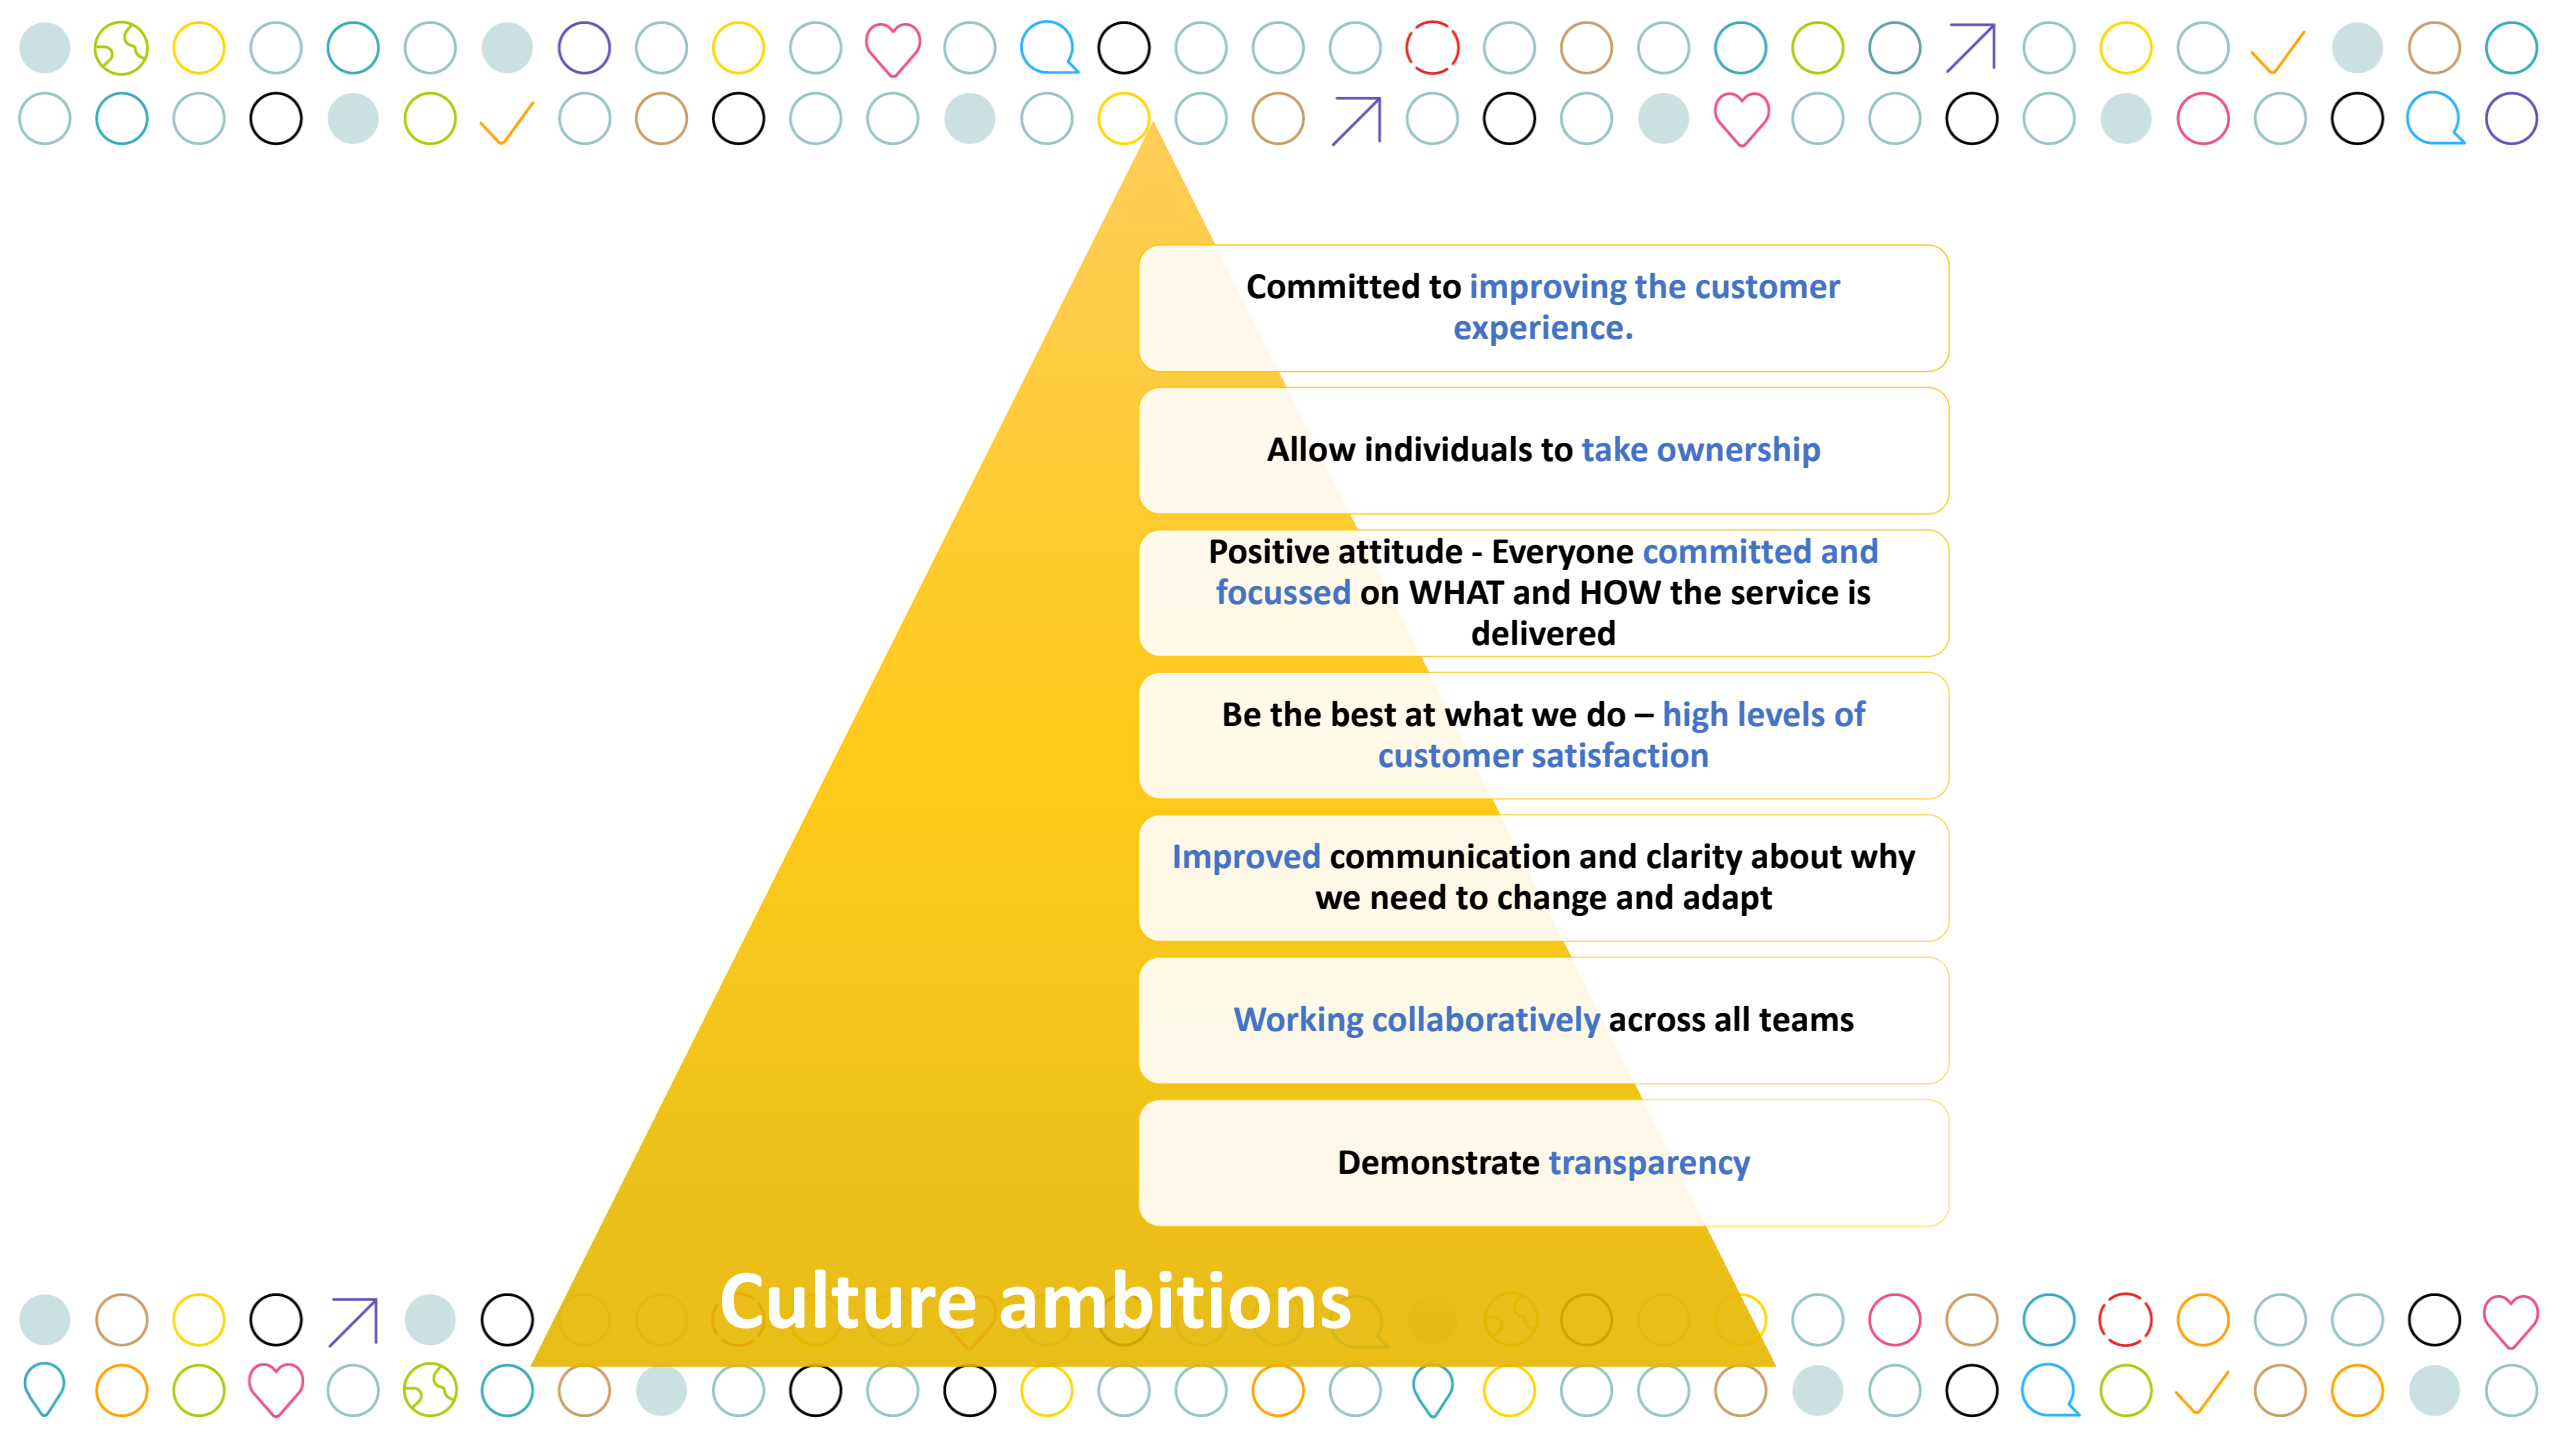 Committed to improving the customer
experience.
Allow individuals to take ownership
Positive attitude - Everyone committed and
focussed on WHAT and HOW the service is
delivered
Be the best at what we do – high levels of
customer satisfaction
Improved communication and clarity about why
we need to change and adapt
Working collaboratively across all teams
Demonstrate transparency
Culture ambitions